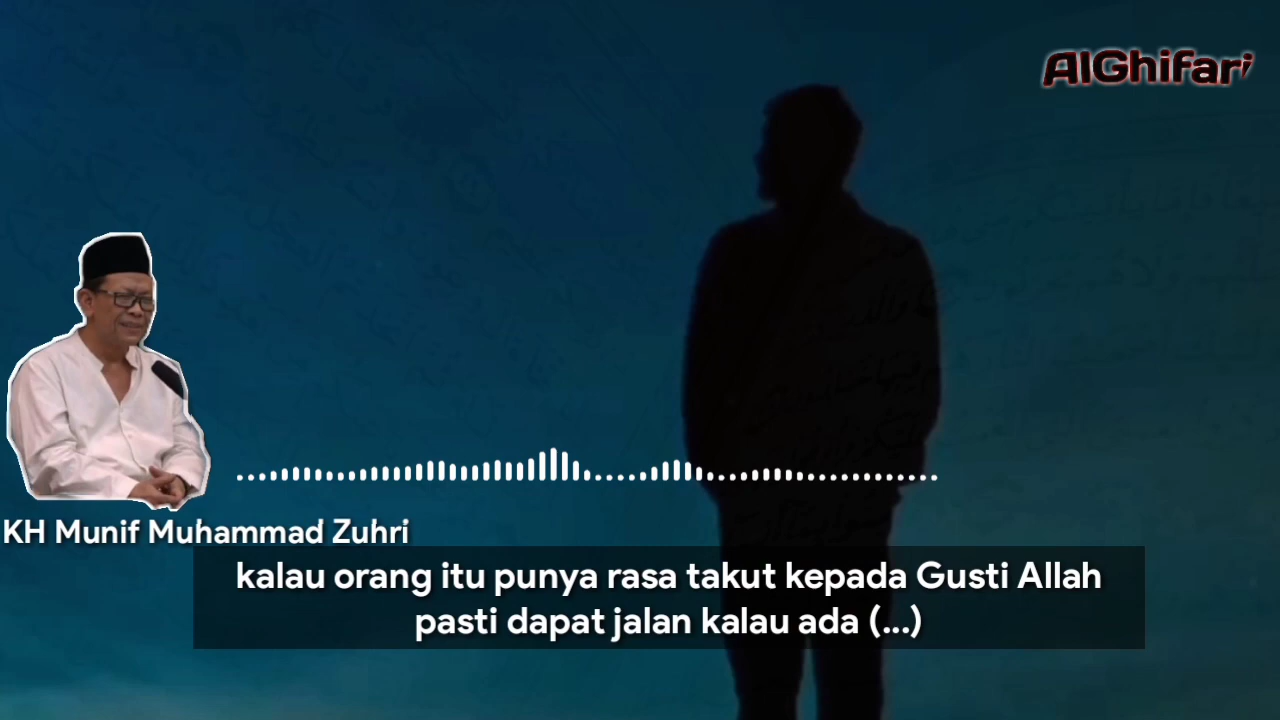 AlGhifari
KH Munif Muhammad Zuhri
kalau orang itu punya rasa takut kepada Gusti Allah
pasti dapat jalan kalau ada (...)